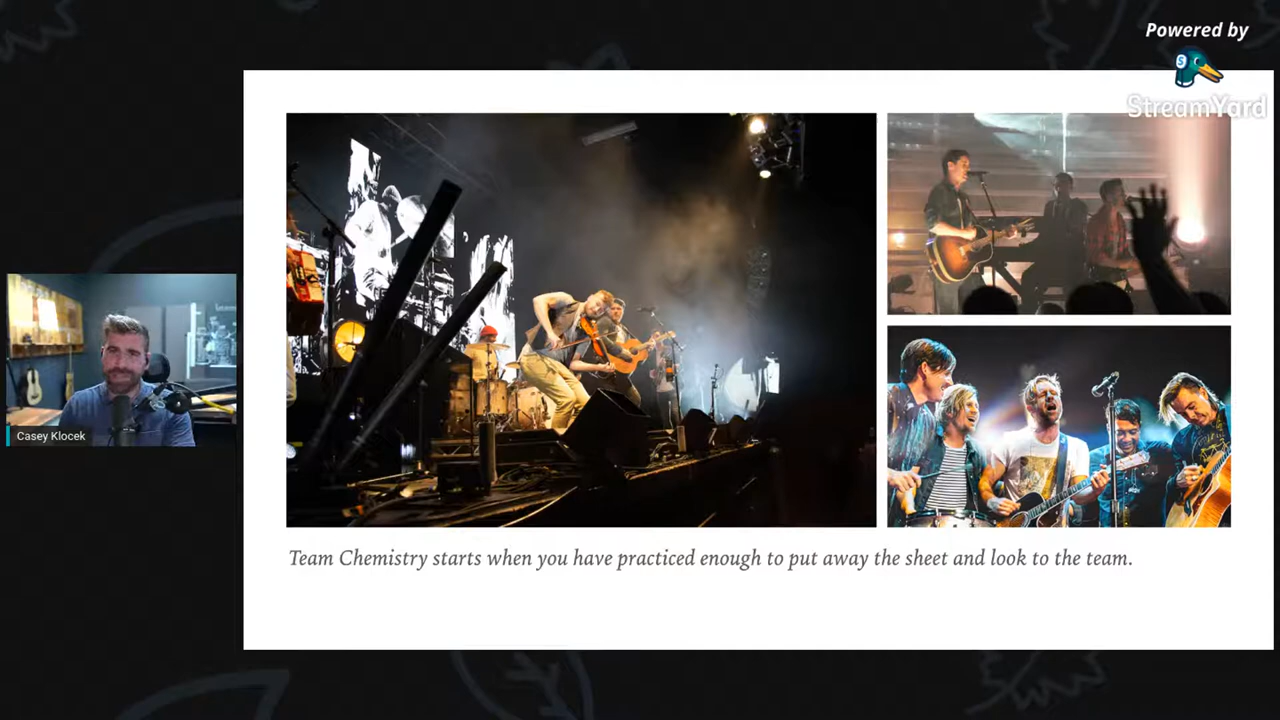 Powered by
S
StreamYard
Casey Klocek
Team Chemistry starts when you have practiced enough to put away the sheet and look to the team.